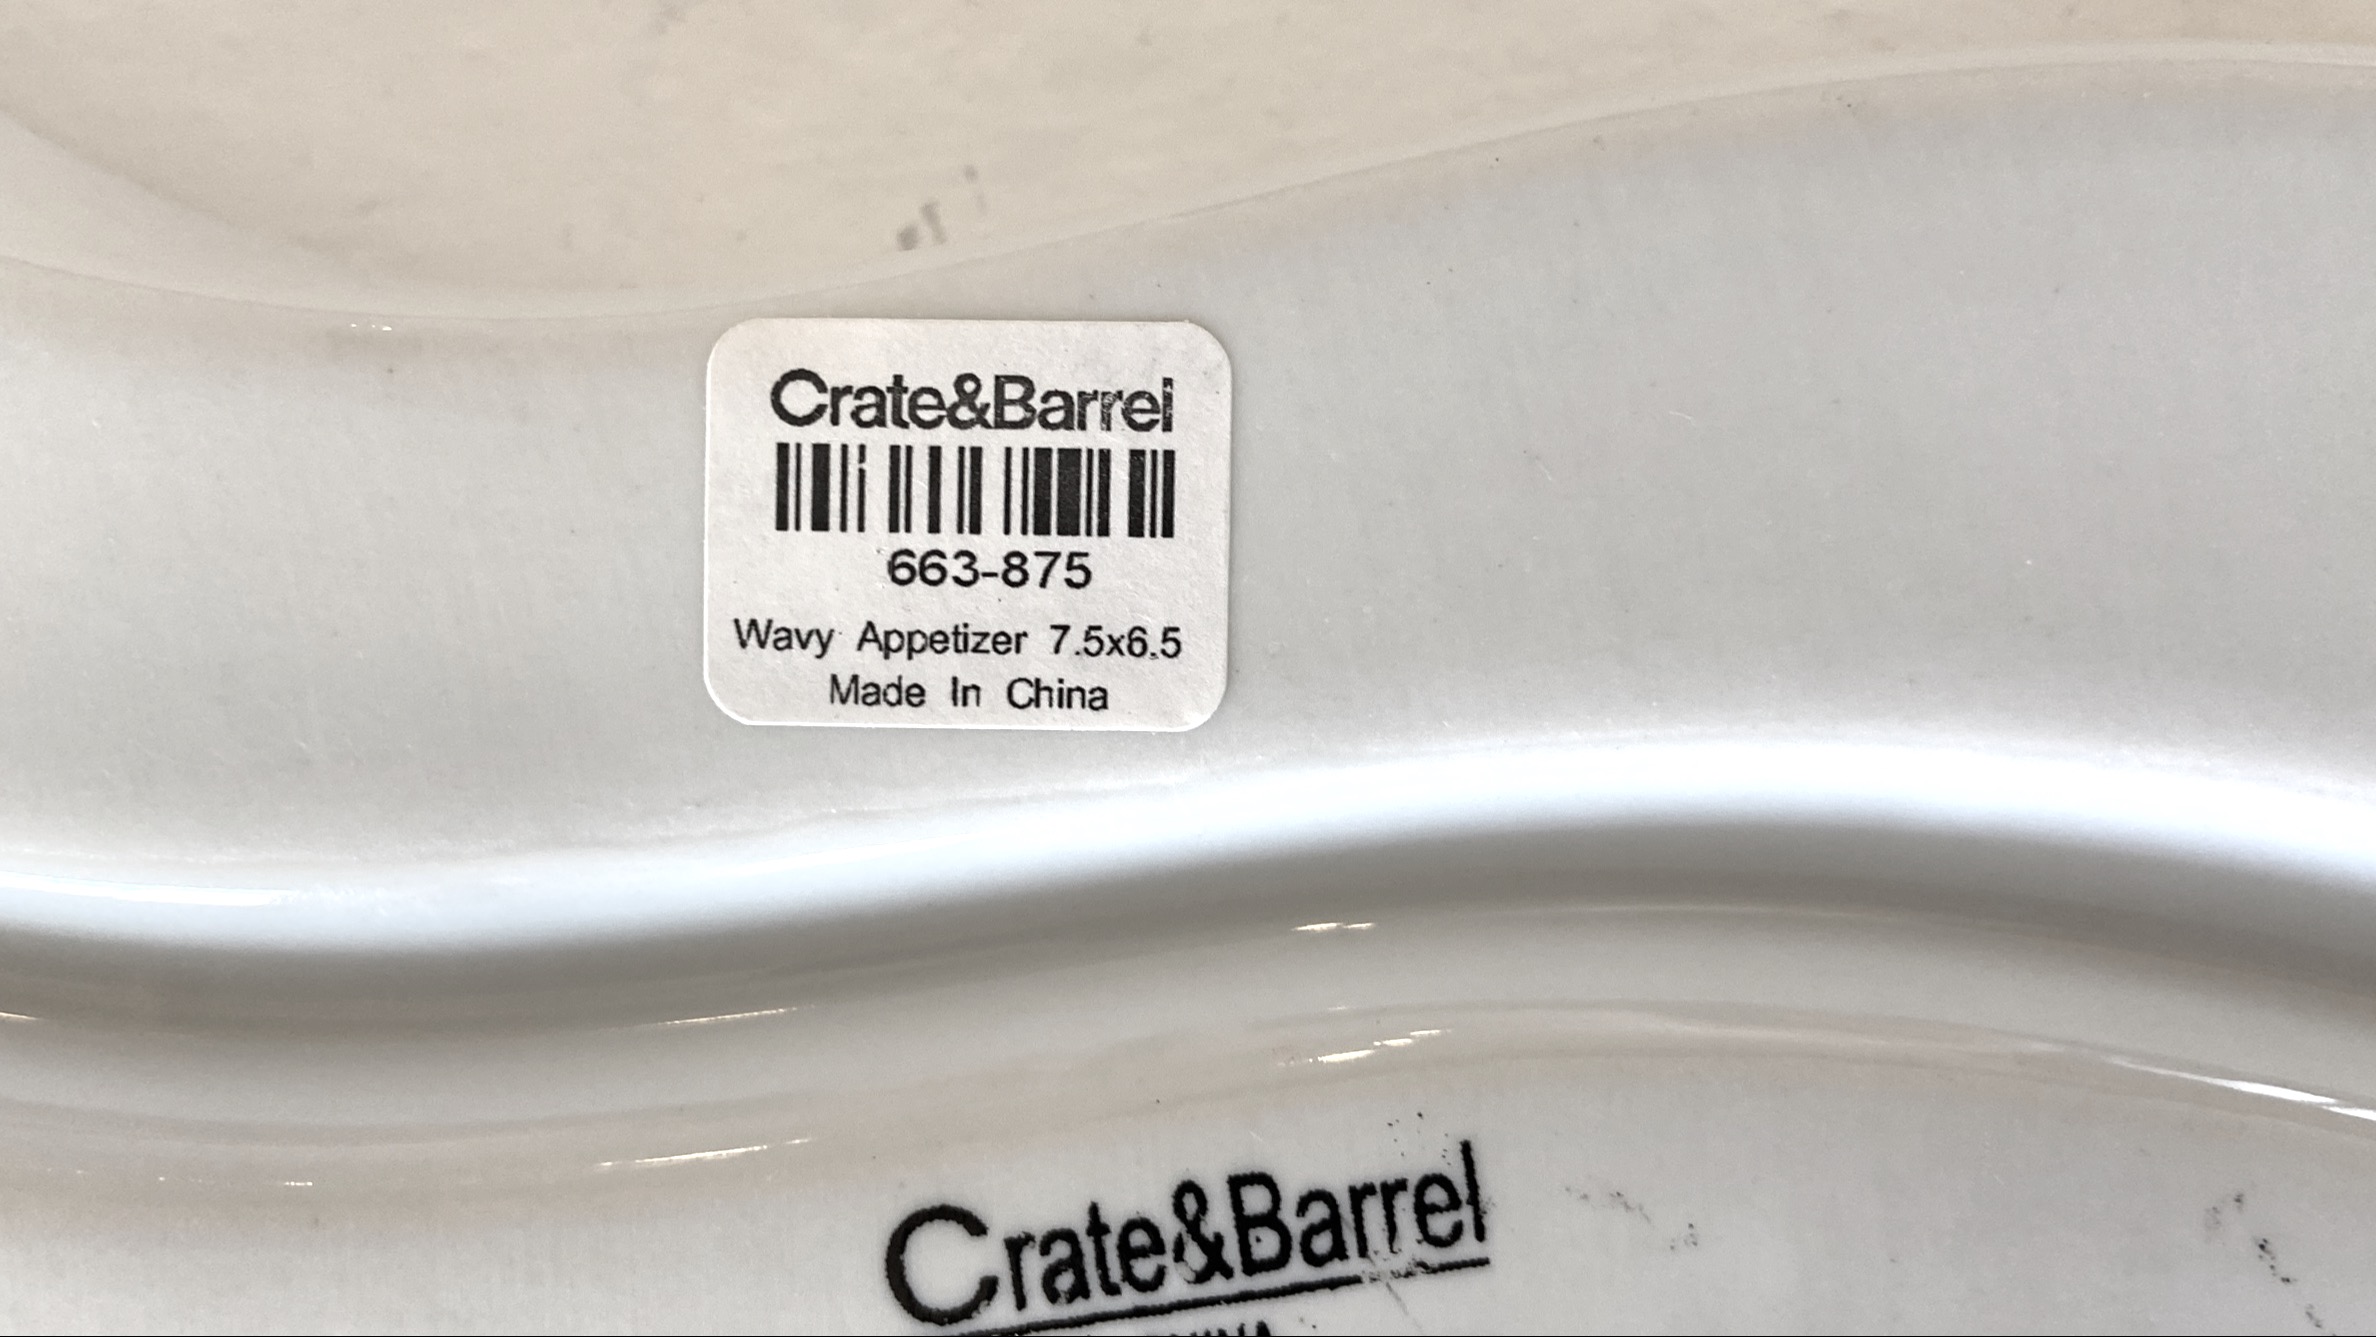 Crate&Barrel
663-875
Wavy Appetizer 7.5x6.5
Made In China
Crate&Barrel